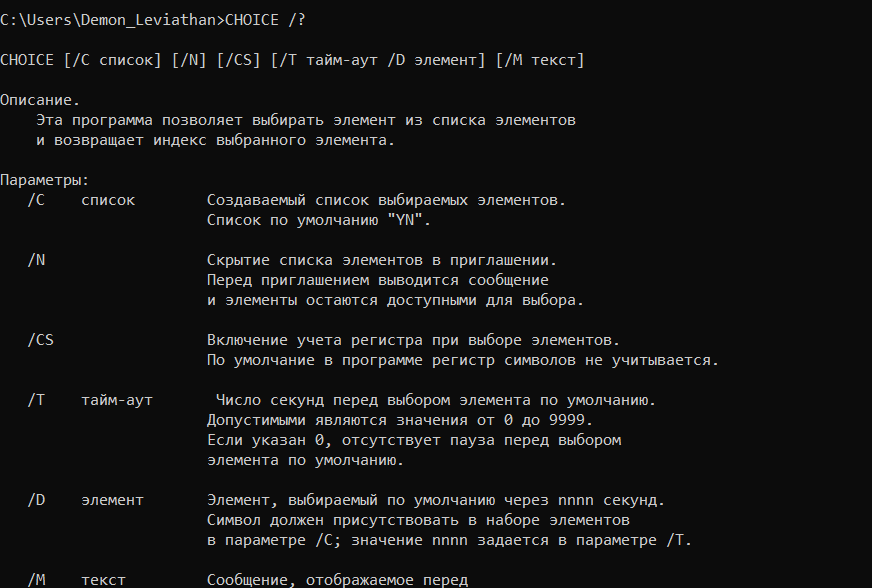 C:\Users\Demon_Leviathan>CHOICE /?
CHOICE [/C список] [/N] [/CS] [/T тайм-аут /D элемент] [/M текст]
Описание.
Эта программа позволяет выбирать элемент из списка элементов
и возвращает индекс выбранного элемента.
Параметры:
/C    список        Создаваемый список выбираемых элементов.
Список по умолчанию "YN".
/N                  Скрытие списка элементов в приглашении.
Перед приглашением выводится сообщение
и элементы остаются доступными для выбора.
/CS                 Включение учета регистра при выборе элементов.
По умолчание в программе регистр символов не учитывается.
/T    тайм-аут       Число секунд перед выбором элемента по умолчанию.
Допустимыми являются значения от 0 до 9999.
Если указан 0, отсутствует пауза перед выбором
элемента по умолчанию.
/D    элемент       Элемент, выбираемый по умолчанию через nnnn секунд.
Символ должен присутствовать в наборе элементов
в параметре /C; значение nnnn задается в параметре /T.
/M    текст         Сообщение, отображаемое перед